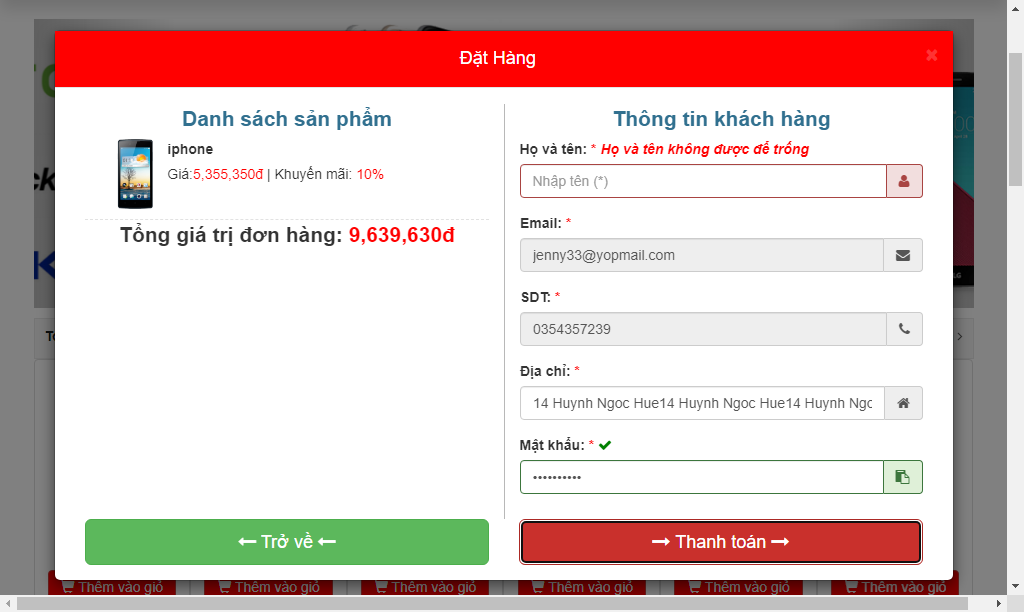 Đặt Hàng
×
Danh sách sản phẩm
iphone
Giá:5,355,350đ | Khuyến mãi: 10%
Tổng giá trị đơn hàng: 9,639,630đ
Trở về
Thông tin khách hàng
Họ và tên: * Họ và tên không được để trống
Nhập tên (*)
Email: *
jenny33@yopmail.com
SDT: *
0354357239
Địa chỉ: *
14 Huynh Ngoc Hue14 Huynh Ngoc Hue14 Huynh Ngo
Mật khẩu: *
••••••••••
Thanh toán
Thêm vào giỏ
Thêm vào giỏ
Thêm vào giỏ
Thêm vào giỏ
Thêm vào giỏ
Thêm vào giỏ